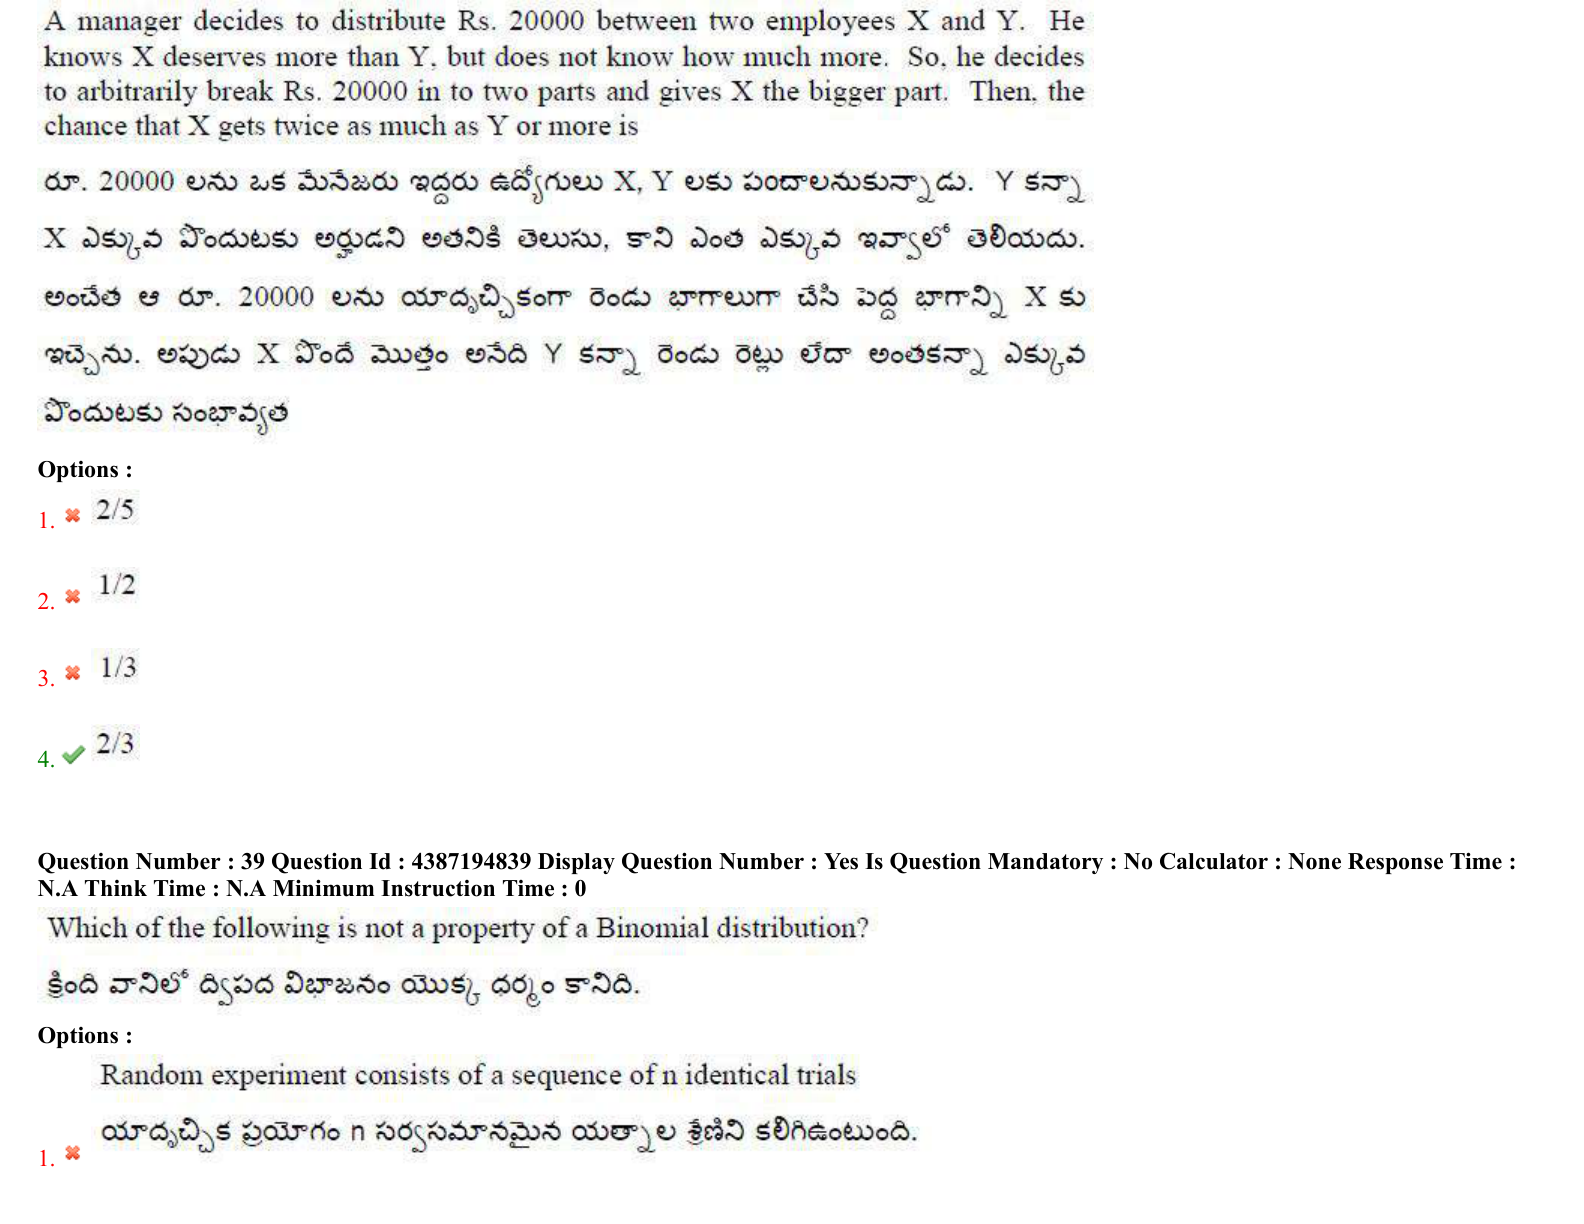 A manager decides to distribute Rs. 20000 between two employees X and Y. He
knows X deserves more than Y, but does not know how much more. So, he decides
to arbitrarily break Rs. 20000 in to two parts and gives X the bigger part. Then, the
chance that X gets twice as much as Y or more is
రూ. 20000 లను ఒక మేనేజరు ఇద్దరు ఉద్యోగులు X, Y లకు పందాలనుకున్నాడు. Y కన్నా
X ఎక్కువ పొందుటకు అర్హుడని అతనికి తెలుసు, కాని ఎంత ఎక్కువ ఇవ్వాలో తెలియదు.
అంచేత ఆ రూ. 20000 లను యాదృచ్ఛికంగా రెండు భాగాలుగా చేసి పెద్ద భాగాన్ని X కు
ఇచ్చెను. అపుడు X పొందే మొత్తం అనేది Y కన్నా రెండు రెట్లు లేదా అంతకన్నా ఎక్కువ
పొందుటకు సంభావ్యత
Options :
1. 2/5
2. 1/2
3. 1/3
4. 2/3
Question Number : 39 Question Id : 4387194839 Display Question Number : Yes Is Question Mandatory : No Calculator : None Response Time :
N.A Think Time : N.A Minimum Instruction Time : 0
Which of the following is not a property of a Binomial distribution?
క్రింది వానిలో ద్విపద విభాజనం యొక్క ధర్మం కానిది.
Options :
Random experiment consists of a sequence of n identical trials
యాదృచ్ఛిక ప్రయోగం n సర్వసమానమైన యత్నాల శ్రేణిని కలిగిఉంటుంది.
1.